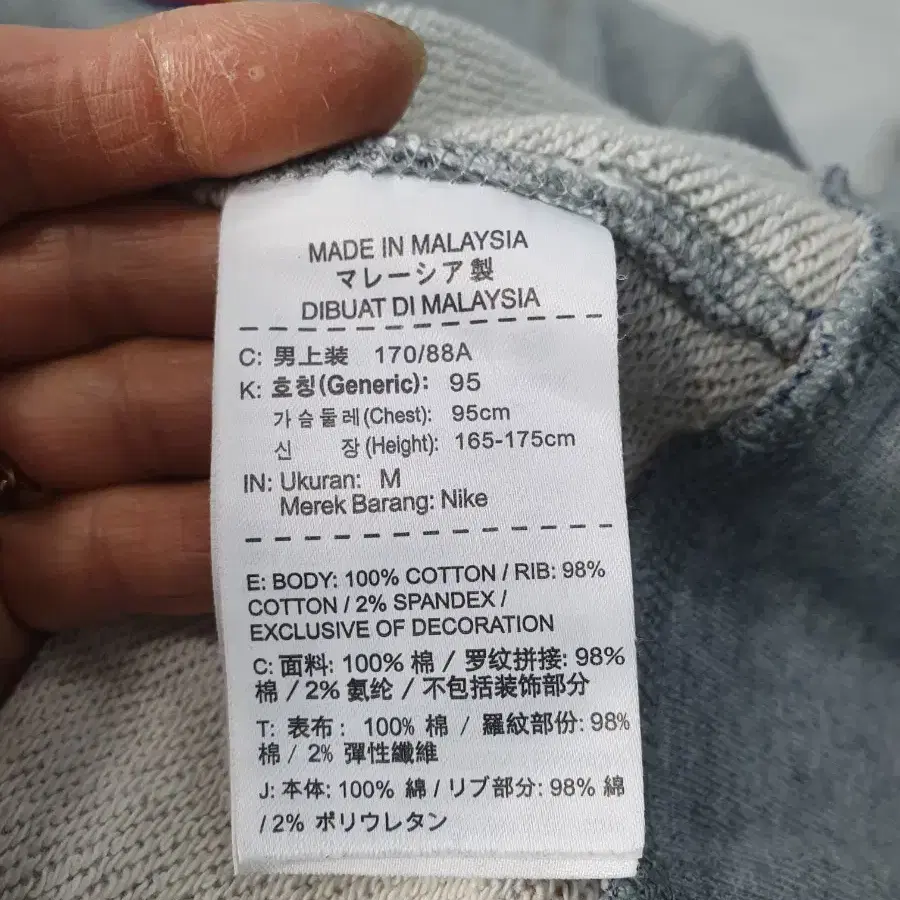 MADE IN MALAYSIA
マレーシア製
DIBUAT DI MALAYSIA
C: 男上装 170/88A
K: 호칭(Generic): 95
가슴둘레(Chest): 95cm
신 장(Height): 165-175cm
IN: Ukuran: M
Merek Barang: Nike
E: BODY: 100% COTTON / RIB: 98%
COTTON / 2% SPANDEX /
EXCLUSIVE OF DECORATION
C: 面料: 100% 棉 / 罗纹拼接: 98%
棉 / 2% 氨纶 / 不包括装饰部分
T: 表布: 100% 棉 / 羅紋部份: 98%
棉 / 2% 彈性纖維
J: 本体: 100% 綿 / リブ部分: 98% 綿
/ 2% ポリウレタン